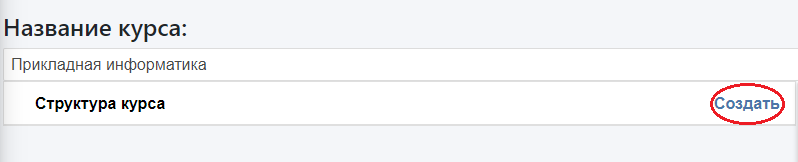 Название курса:
Прикладная информатика
Структура курса Создать